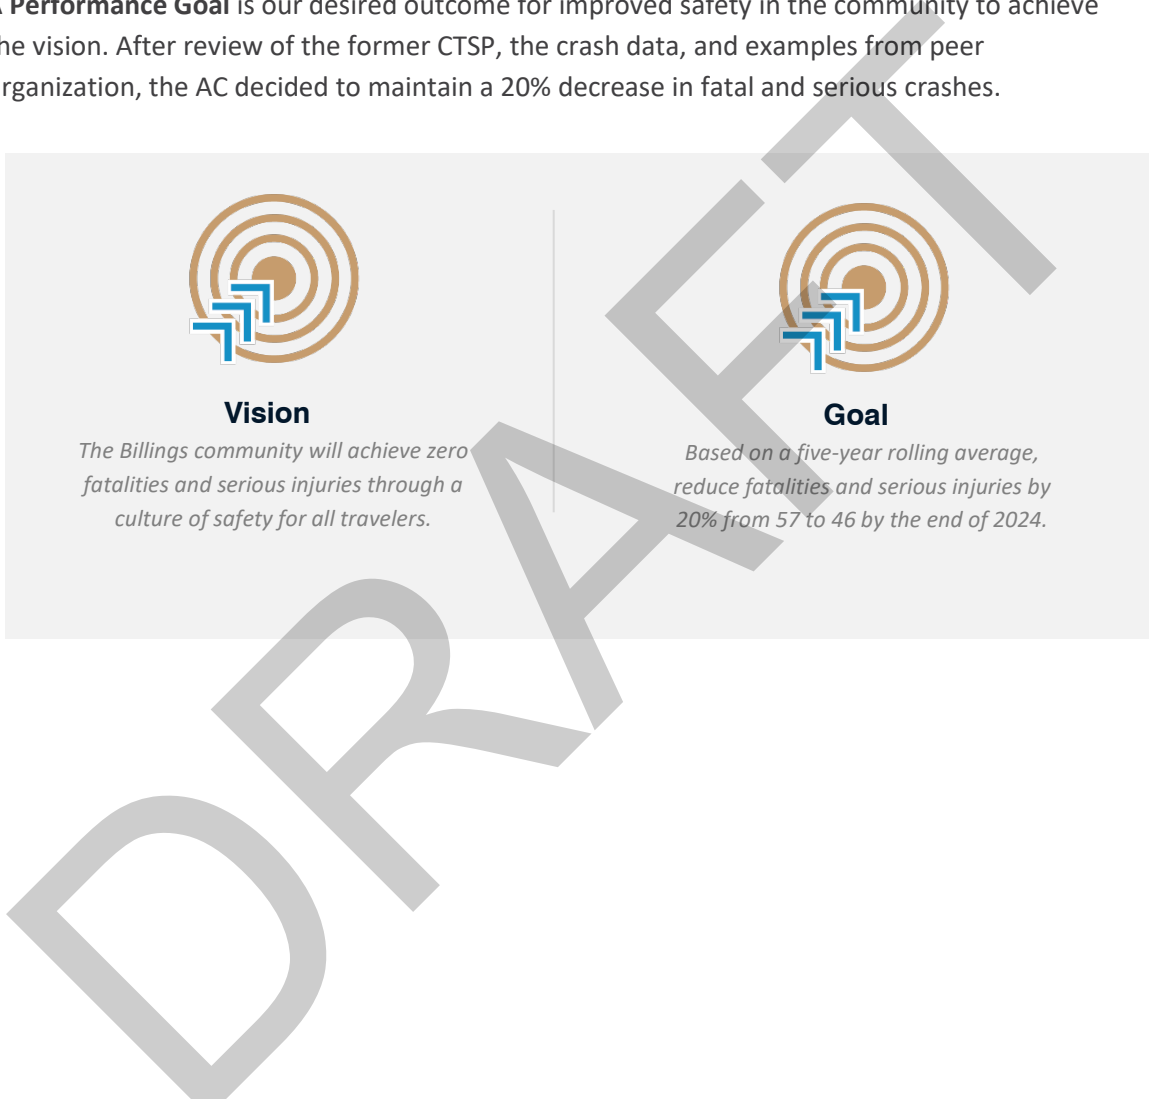 A Performance Goal is our desired outcome for improved safety in the community to achieve
he vision. After review of the former CTSP, the crash data, and examples from peer
rganization, the AC decided to maintain a 20% decrease in fatal and serious crashes.
Vision
The Billings community will achieve zero
fatalities and serious injuries through a
culture of safety for all travelers.
Goal
Based on a five-year rolling average,
reduce fatalities and serious injuries by
20% from 57 to 46 by the end of 2024.
DRAFT